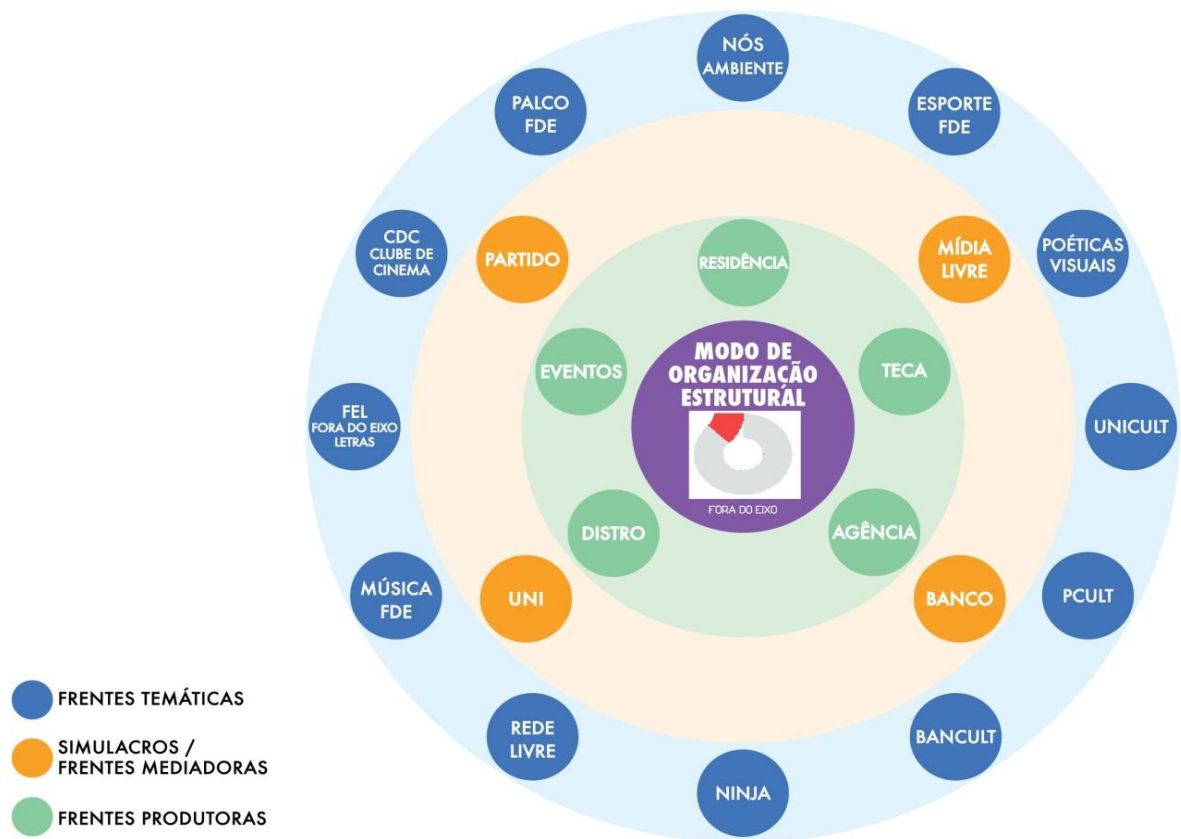 NÓS
AMBIENTE
PALCO
FDE
ESPORTE
FDE
CDC
CLUBE DE
CINEMA
PARTIDO
RESIDÊNCIA
MÍDIA
LIVRE
POÉTICAS
VISUAIS
EVENTOS
MODO DE
ORGANIZAÇÃO
ESTRUTURAL
FORA DO EIXO
TECA
FEL
FORA DO EIXO
LETRAS
UNICULT
DISTRO
AGÊNCIA
MÚSICA
FDE
UNI
BANCO
PCULT
REDE
LIVRE
NINJA
BANCULT
FRENTES TEMÁTICAS
SIMULACROS /
FRENTES MEDIADORAS
FRENTES PRODUTORAS